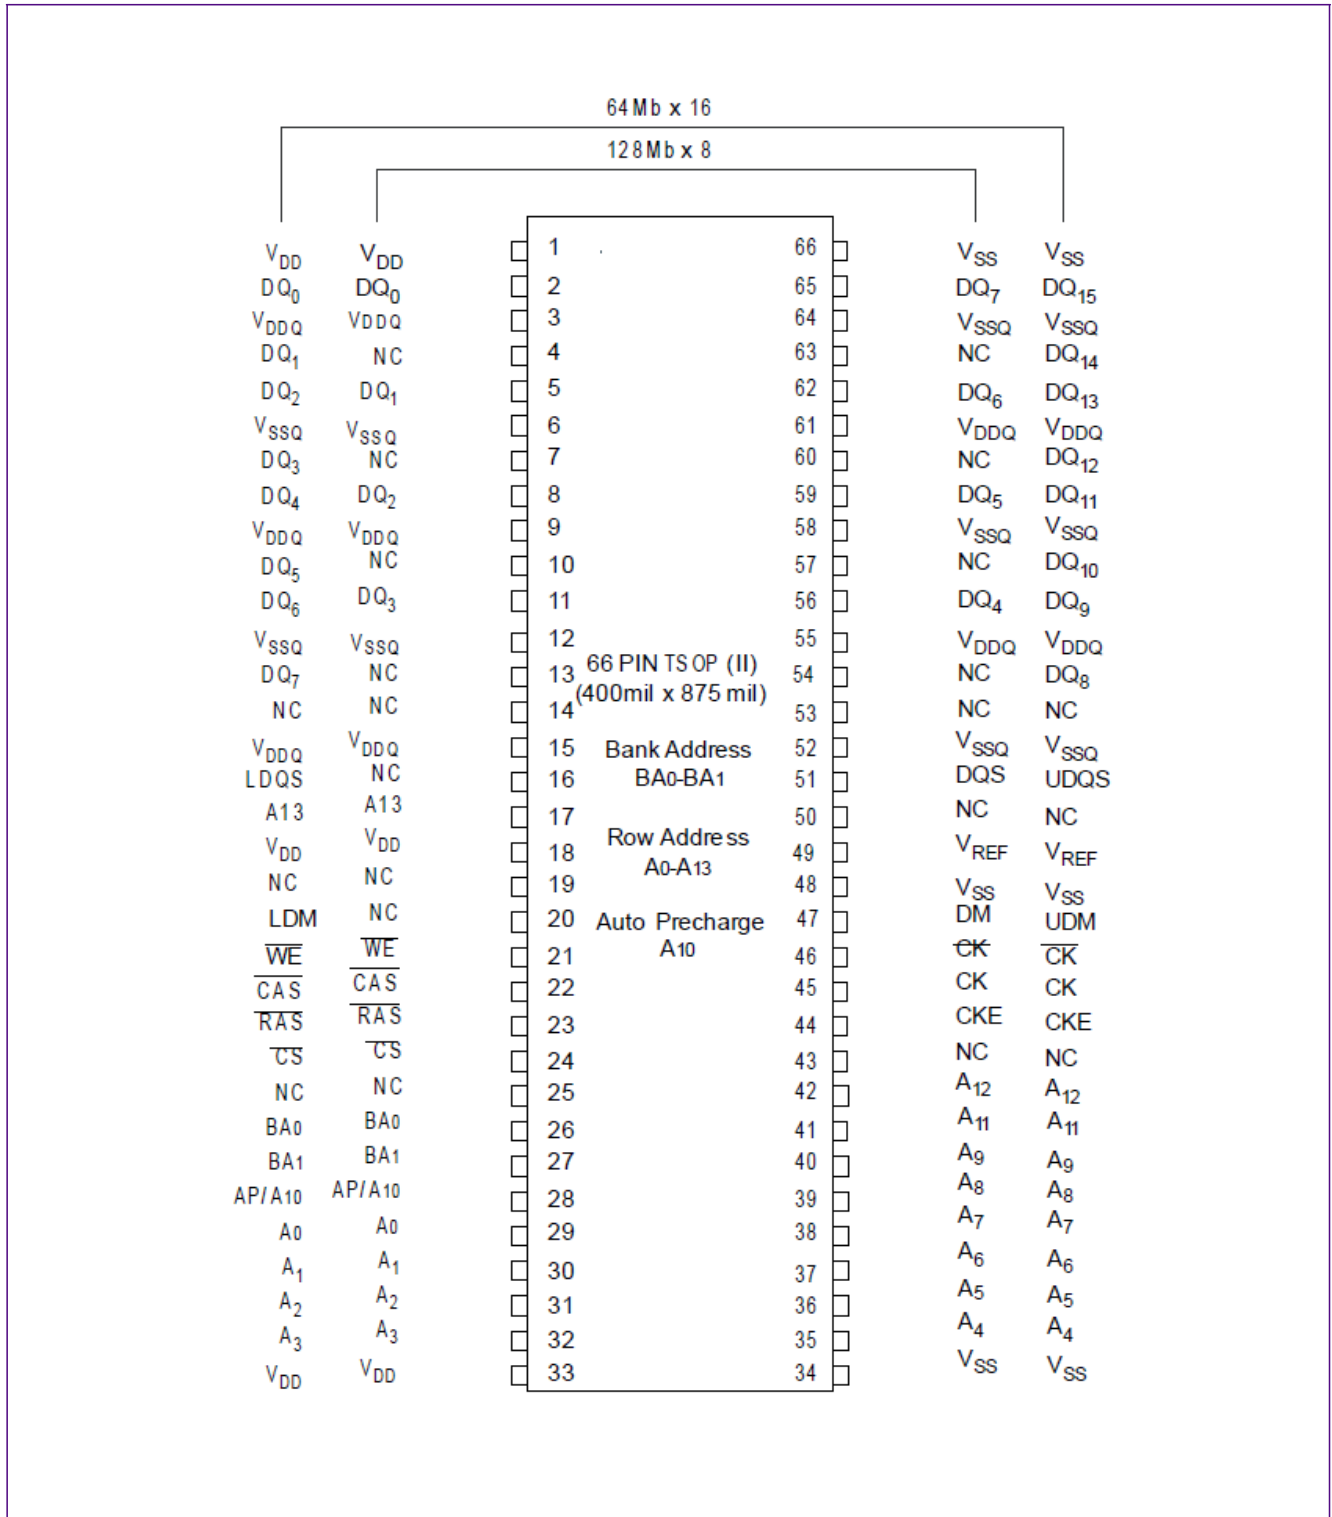 64Mb x 16
128Mb x 8
VDD VDD 1 66 VSS VSS
DQ0 DQ0 2 65 DQ7 DQ15
VDDQ VDDQ 3 64 VSSQ VSSQ
DQ1 NC 4 63 NC DQ14
DQ2 DQ1 5 62 DQ6 DQ13
VSSQ VSSQ 6 61 VDDQ VDDQ
DQ3 NC 7 60 NC DQ12
DQ4 DQ2 8 59 DQ5 DQ11
VDDQ VDDQ 9 58 VSSQ VSSQ
DQ5 NC 10 57 NC DQ10
DQ6 DQ3 11 56 DQ4 DQ9
VSSQ VSSQ 12 55 VDDQ VDDQ
66 PIN TSOP (II)
DQ7 NC 13 54 NC DQ8
(400mil x 875 mil)
NC NC 14 53 NC NC
VDDQ VDDQ 15 Bank Address 52 VSSQ VSSQ
LDQS NC 16 BA0-BA1 51 DQS UDQS
A13 A13 17 50 NC NC
Row Address
VDD VDD 18 49 VREF VREF
A0-A13
NC NC 19 48 VSS VSS
LDM NC 20 Auto Precharge 47 DM UDM
A10
W̅E̅ W̅E̅ 21 46 C̅K̅ C̅K̅
C̅A̅S̅ C̅A̅S̅ 22 45 CK CK
R̅A̅S̅ R̅A̅S̅ 23 44 CKE CKE
C̅S̅ C̅S̅ 24 43 NC NC
NC NC 25 42 A12 A12
BA0 BA0 26 41 A11 A11
BA1 BA1 27 40 A9 A9
AP/A10 AP/A10 28 39 A8 A8
A0 A0 29 38 A7 A7
A1 A1 30 37 A6 A6
A2 A2 31 36 A5 A5
A3 A3 32 35 A4 A4
VDD VDD 33 34 VSS VSS